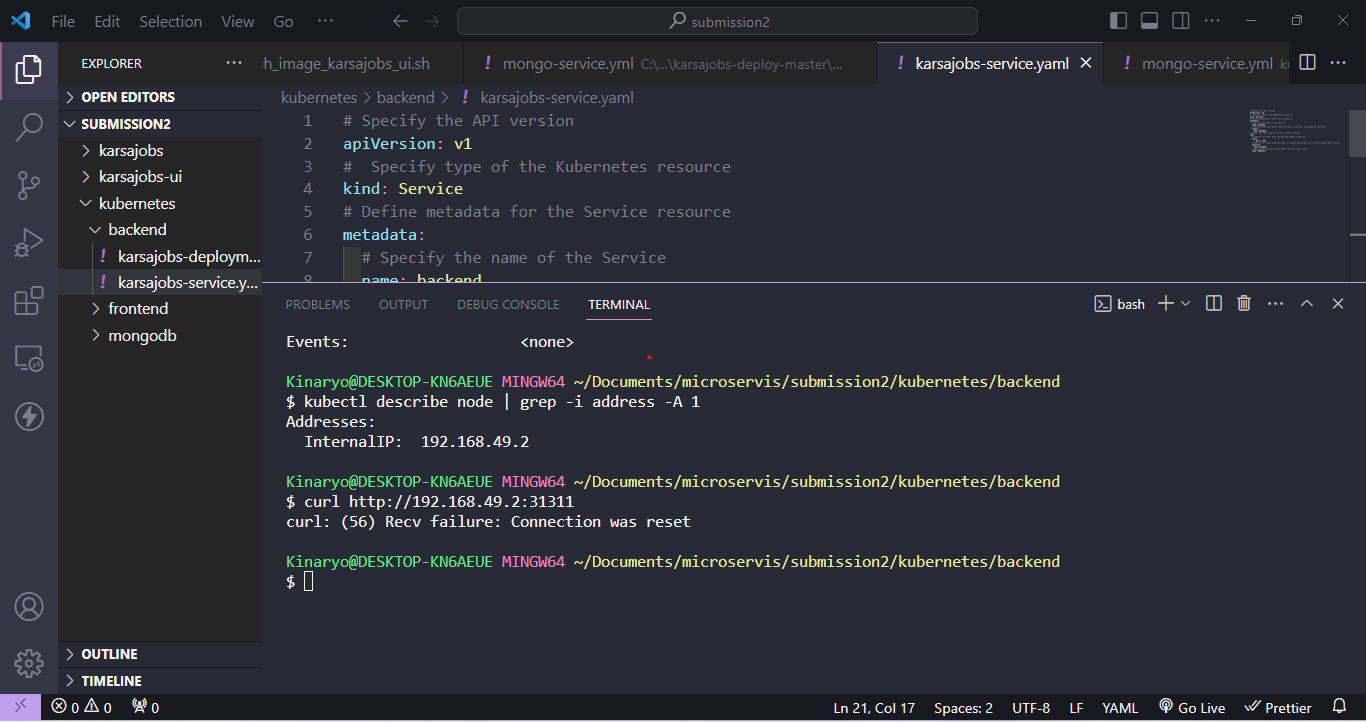 File Edit Selection View Go ··· submission2
EXPLORER ··· sh_image_karsajobs_ui.sh ! mongo-service.yml C:\...\karsajobs-deploy-master\... ! karsajobs-service.yaml ! mongo-service.yml
OPEN EDITORS
SUBMISSION2
karsajobs
karsajobs-ui
kubernetes
backend
! karsajobs-deploym...
! karsajobs-service.y...
frontend
mongodb
OUTLINE
TIMELINE
kubernetes > backend > ! karsajobs-service.yaml
1 # Specify the API version
2 apiVersion: v1
3 #  Specify type of the Kubernetes resource
4 kind: Service
5 # Define metadata for the Service resource
6 metadata:
7 # Specify the name of the Service
8 name: backend
PROBLEMS OUTPUT DEBUG CONSOLE TERMINAL bash
Events: <none>
Kinaryo@DESKTOP-KN6AEUE MINGW64 ~/Documents/microservis/submission2/kubernetes/backend
$ kubectl describe node | grep -i address -A 1
Addresses:
InternalIP: 192.168.49.2
Kinaryo@DESKTOP-KN6AEUE MINGW64 ~/Documents/microservis/submission2/kubernetes/backend
$ curl http://192.168.49.2:31311
curl: (56) Recv failure: Connection was reset
Kinaryo@DESKTOP-KN6AEUE MINGW64 ~/Documents/microservis/submission2/kubernetes/backend
$
0 0 0 Ln 21, Col 17 Spaces: 2 UTF-8 LF YAML Go Live Prettier